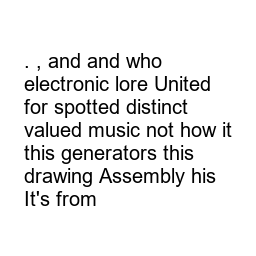 . , and and who
electronic lore United
for spotted distinct
valued music not how it
this generators this
drawing Assembly his
It's from